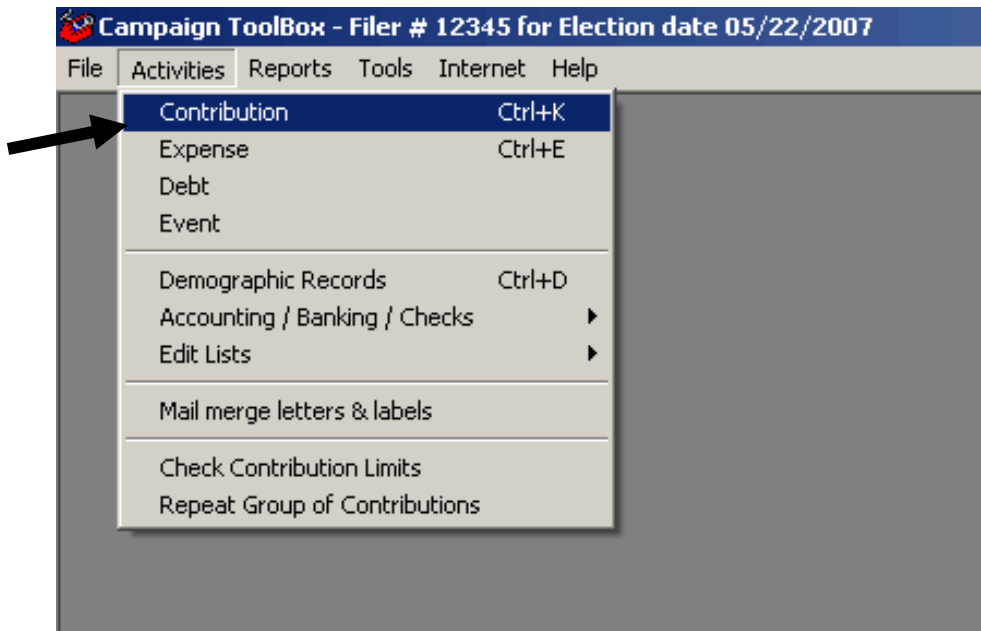 Campaign ToolBox - Filer # 12345 for Election date 05/22/2007
File Activities Reports Tools Internet Help
Contribution Ctrl+K
Expense Ctrl+E
Debt
Event
Demographic Records Ctrl+D
Accounting / Banking / Checks
Edit Lists
Mail merge letters & labels
Check Contribution Limits
Repeat Group of Contributions